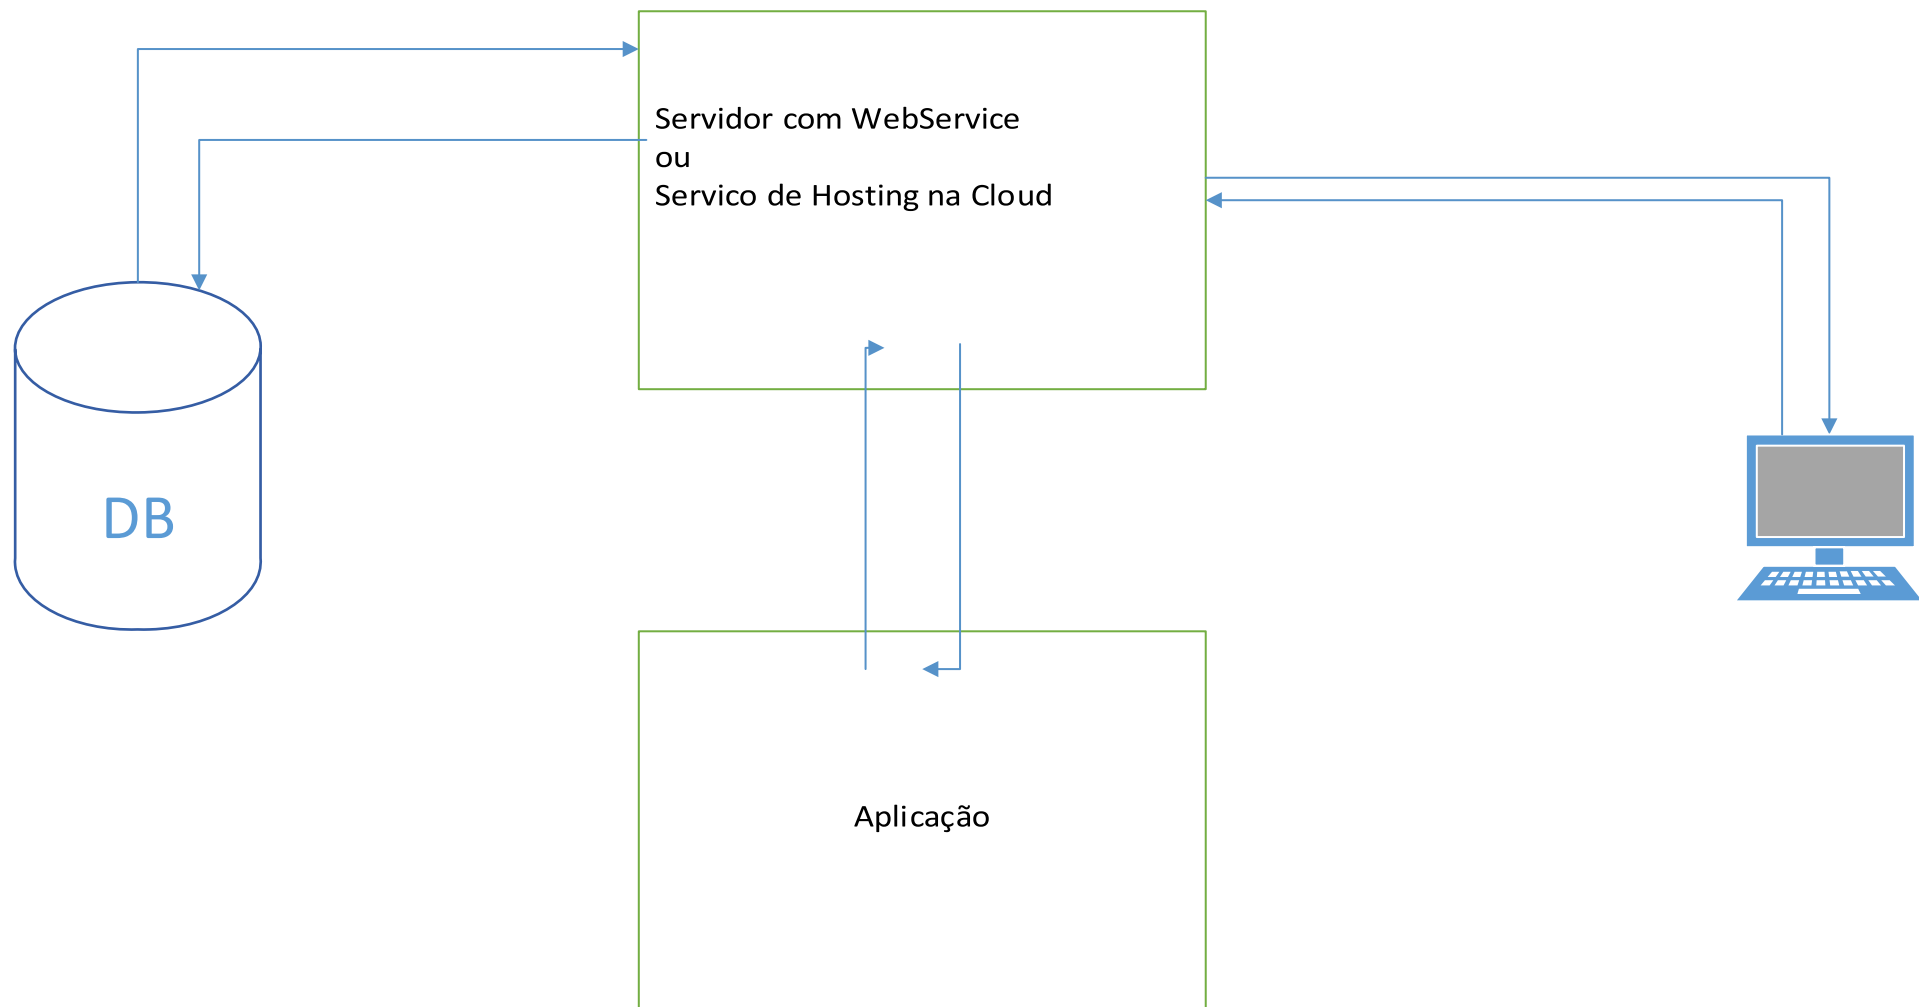 Servidor com WebService
ou
Servico de Hosting na Cloud
DB
Aplicação